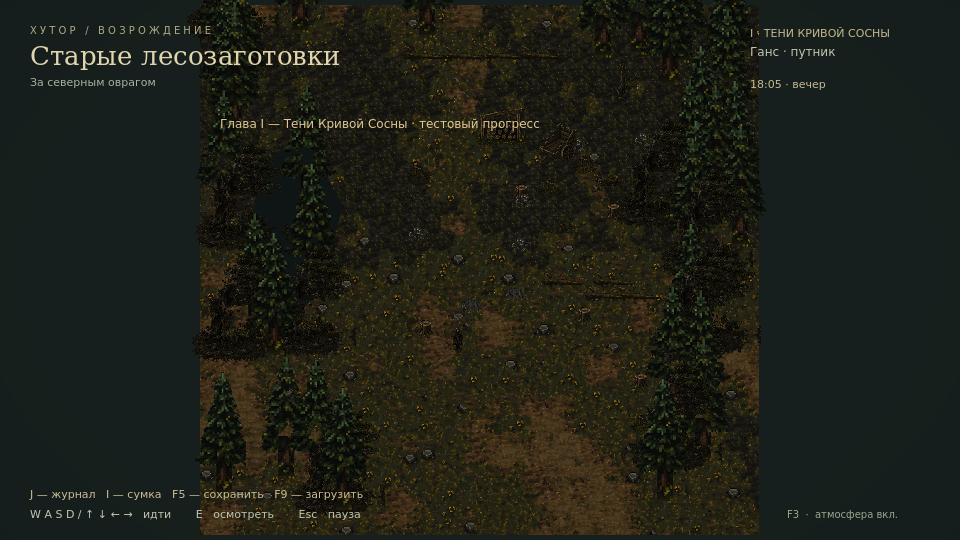 ХУТОР / ВОЗРОЖДЕНИЕ
Старые лесозаготовки
За северным оврагом
I · ТЕНИ КРИВОЙ СОСНЫ
Ганс · путник
18:05 · вечер
Глава I — Тени Кривой Сосны · тестовый прогресс
J — журнал I — сумка F5 — сохранить F9 — загрузить
W A S D / ↑ ↓ ← → идти E осмотреть Esc пауза
F3 · атмосфера вкл.